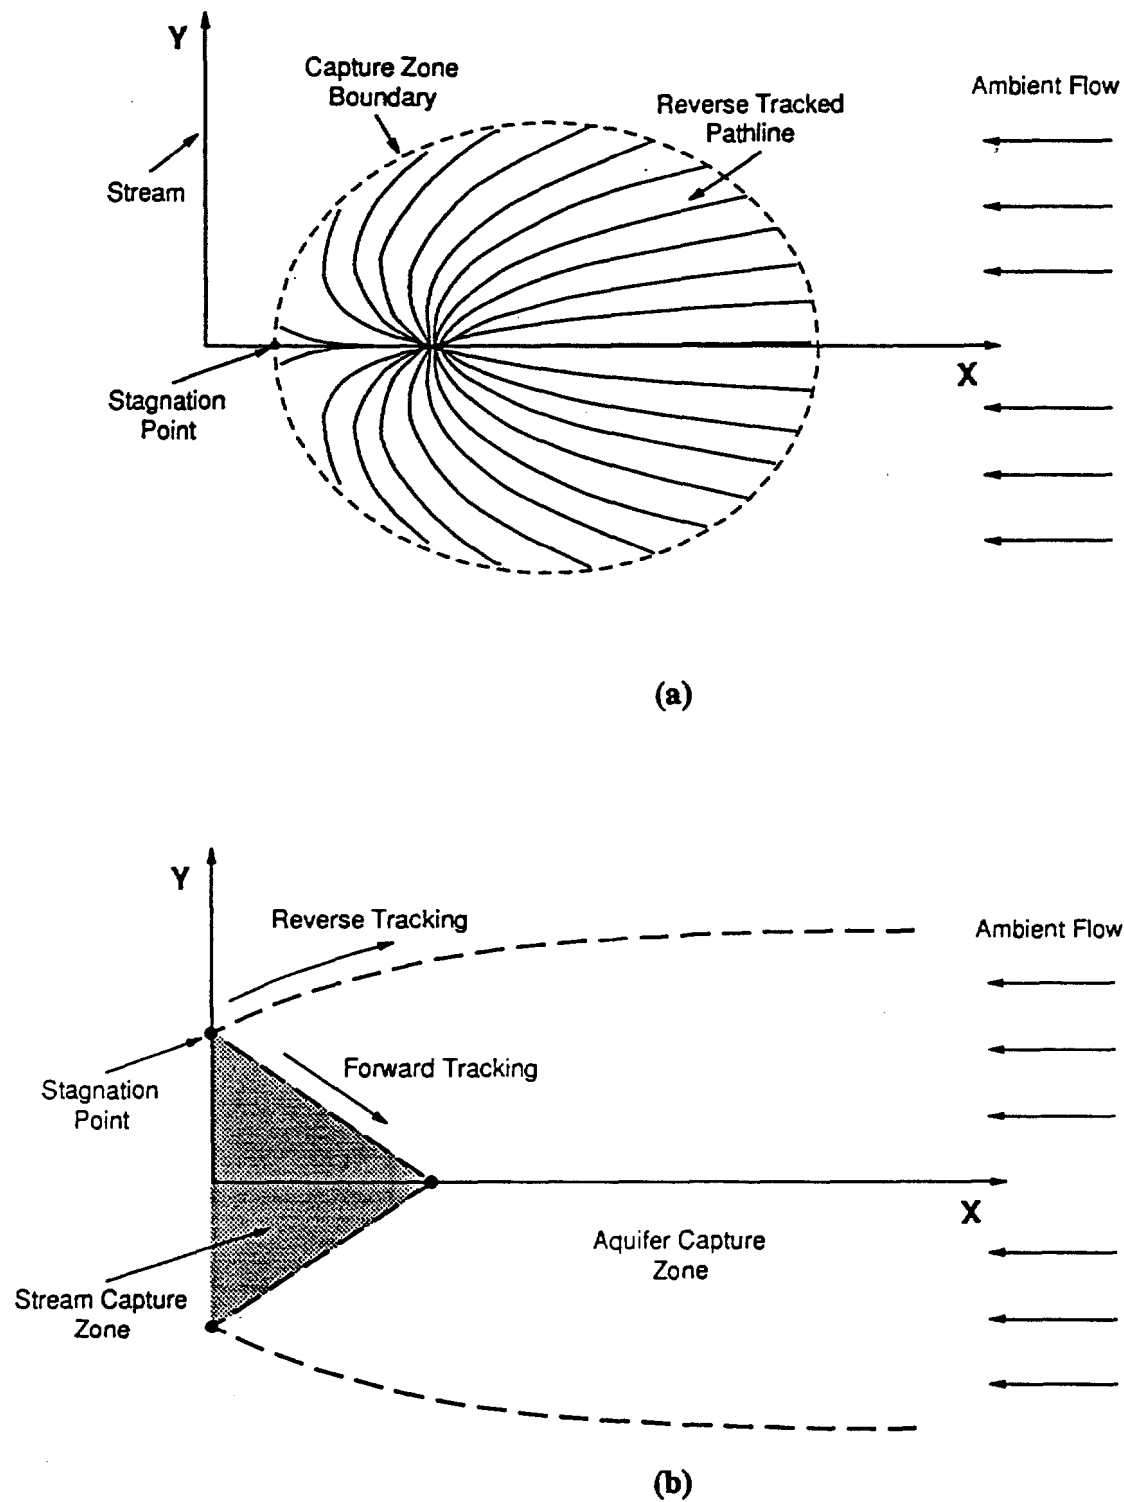 Y
Capture Zone
Boundary
Reverse Tracked
Pathline
Ambient Flow
Stream
Stagnation
Point
X
(a)
Y
Reverse Tracking
Ambient Flow
Forward Tracking
Stagnation
Point
X
Aquifer Capture
Zone
Stream Capture
Zone
(b)